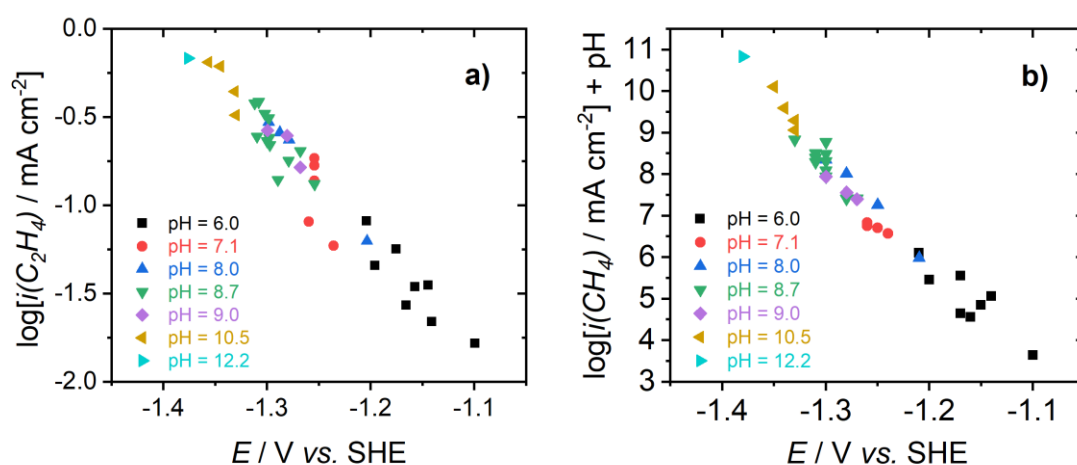 a)
log[i(C₂H₄) / mA cm⁻²]
0.0
-0.5
-1.0
-1.5
-2.0
pH = 6.0
pH = 7.1
pH = 8.0
pH = 8.7
pH = 9.0
pH = 10.5
pH = 12.2
-1.4 -1.3 -1.2 -1.1
E / V vs. SHE
b)
log[i(CH₄) / mA cm⁻²] + pH
11
10
9
8
7
6
5
4
3
pH = 6.0
pH = 7.1
pH = 8.0
pH = 8.7
pH = 9.0
pH = 10.5
pH = 12.2
-1.4 -1.3 -1.2 -1.1
E / V vs. SHE